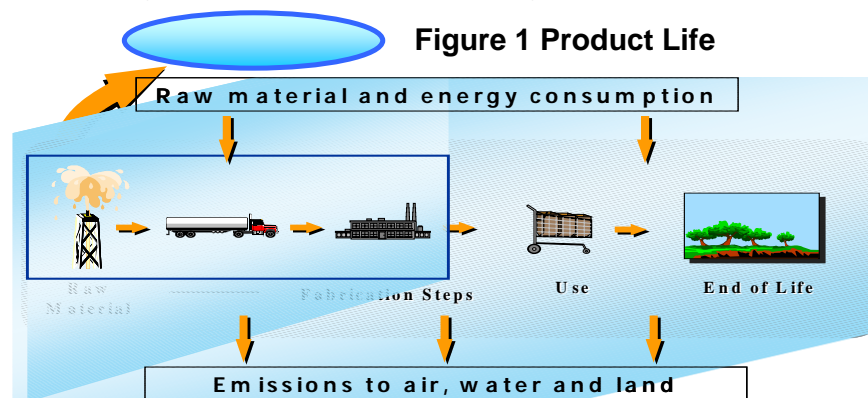 Figure 1 Product Life
Raw material and energy consumption
Raw
Material
Fabrication Steps
Use
End of Life
Emissions to air, water and land